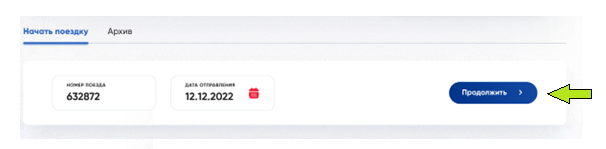 Начать поездку Архив
НОМЕР ПОЕЗДА ДАТА ОТПРАВЛЕНИЯ
632872 12.12.2022 Продолжить >